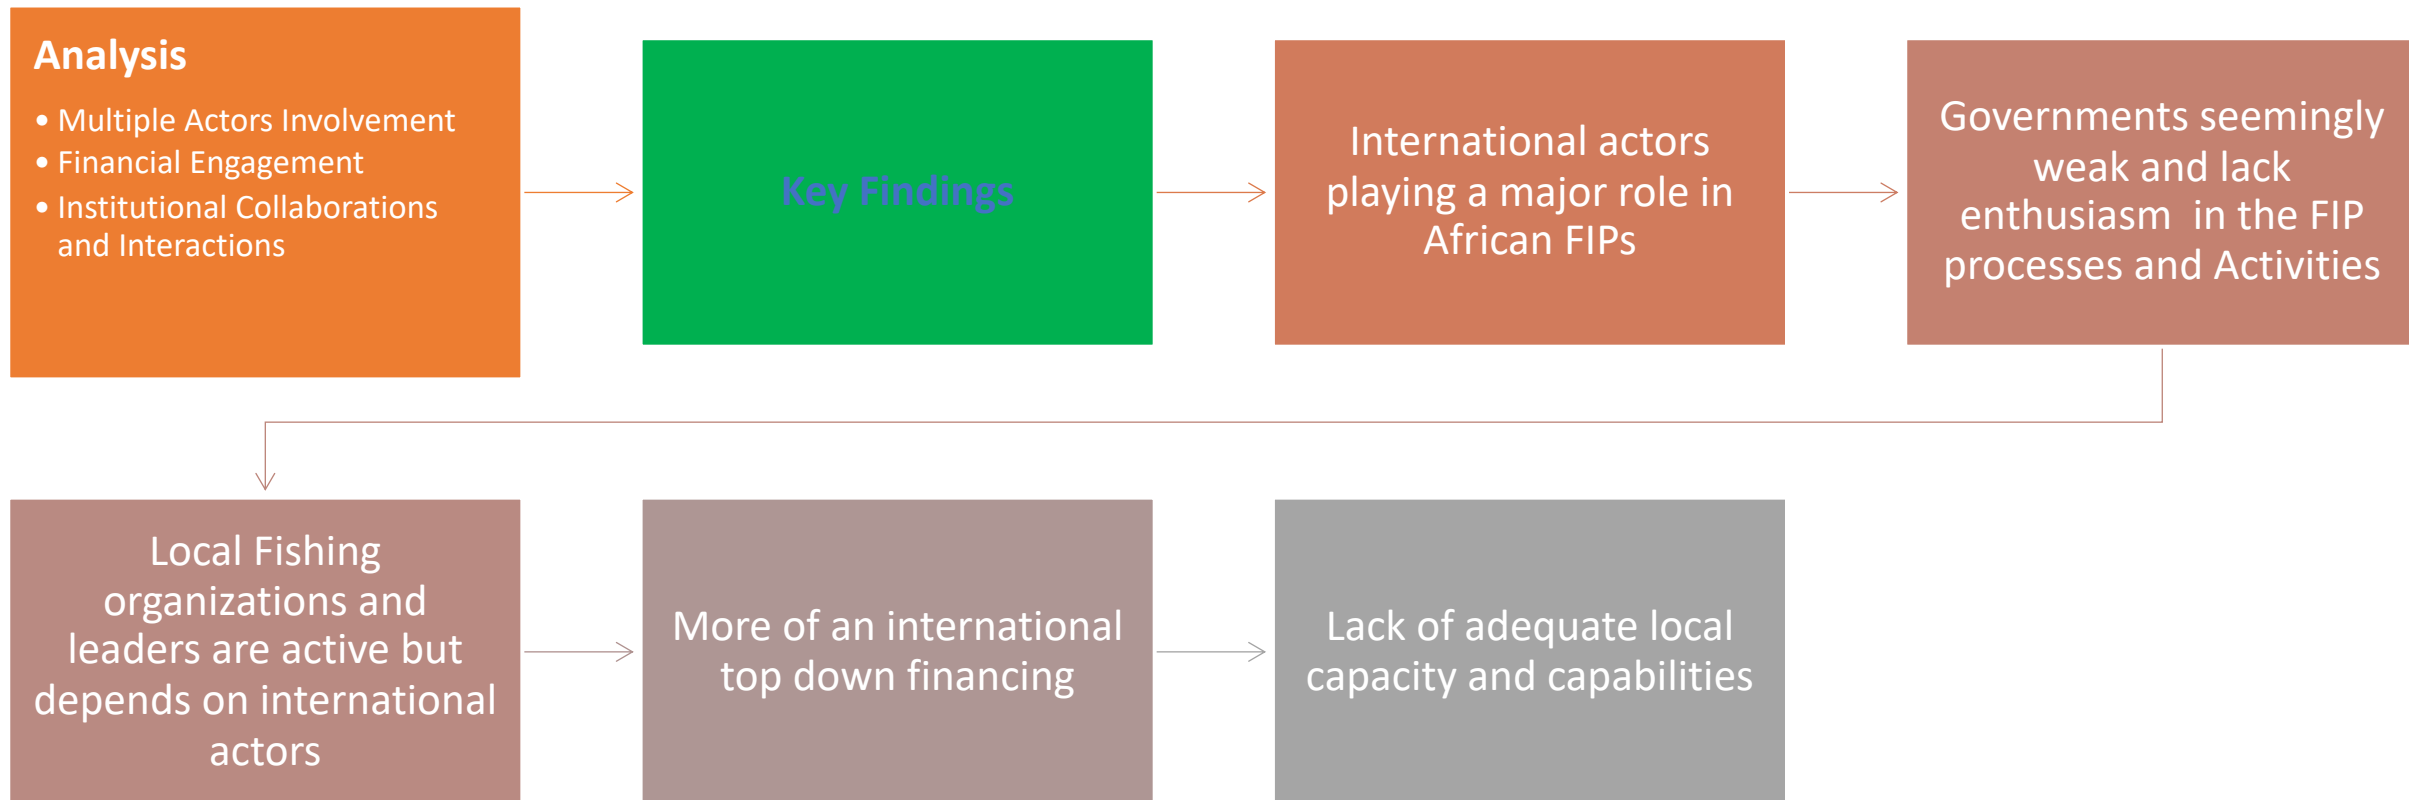 Analysis
• Multiple Actors Involvement
• Financial Engagement
• Institutional Collaborations
and Interactions
Key Findings
International actors
playing a major role in
African FIPs
Governments seemingly
weak and lack
enthusiasm  in the FIP
processes and Activities
Local Fishing
organizations and
leaders are active but
depends on international
actors
More of an international
top down financing
Lack of adequate local
capacity and capabilities